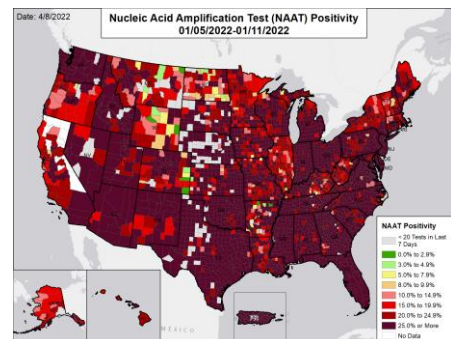 Date: 4/8/2022
Nucleic Acid Amplification Test (NAAT) Positivity
01/05/2022-01/11/2022
NAAT Positivity
< 20 Tests in Last
7 Days
0.0% to 2.9%
3.0% to 4.9%
5.0% to 7.9%
8.0% to 9.9%
10.0% to 14.9%
15.0% to 19.9%
20.0% to 24.9%
25.0% or More
No Data
MEXICO
PR